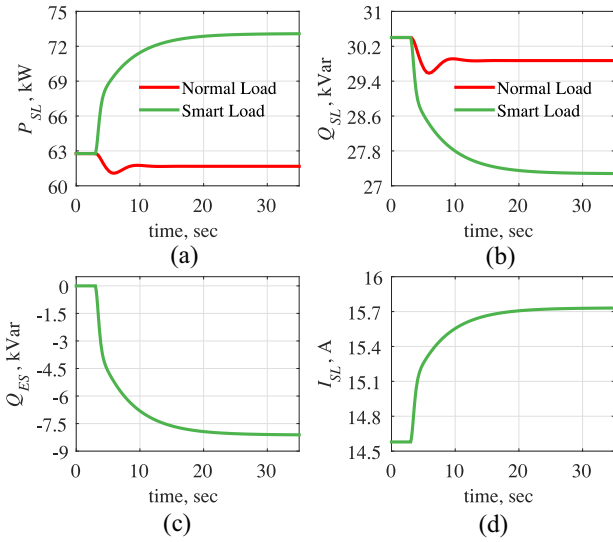 75
72
69
66
63
60
P_SL, kW
Normal Load
Smart Load
0
10
20
30
time, sec
(a)
31
30.2
29.4
28.6
27.8
27
Q_SL, kVar
Normal Load
Smart Load
0
10
20
30
time, sec
(b)
0
-1.5
-3
-4.5
-6
-7.5
-9
Q_ES, kVar
0
10
20
30
time, sec
(c)
16
15.7
15.4
15.1
14.8
14.5
I_SL, A
0
10
20
30
time, sec
(d)